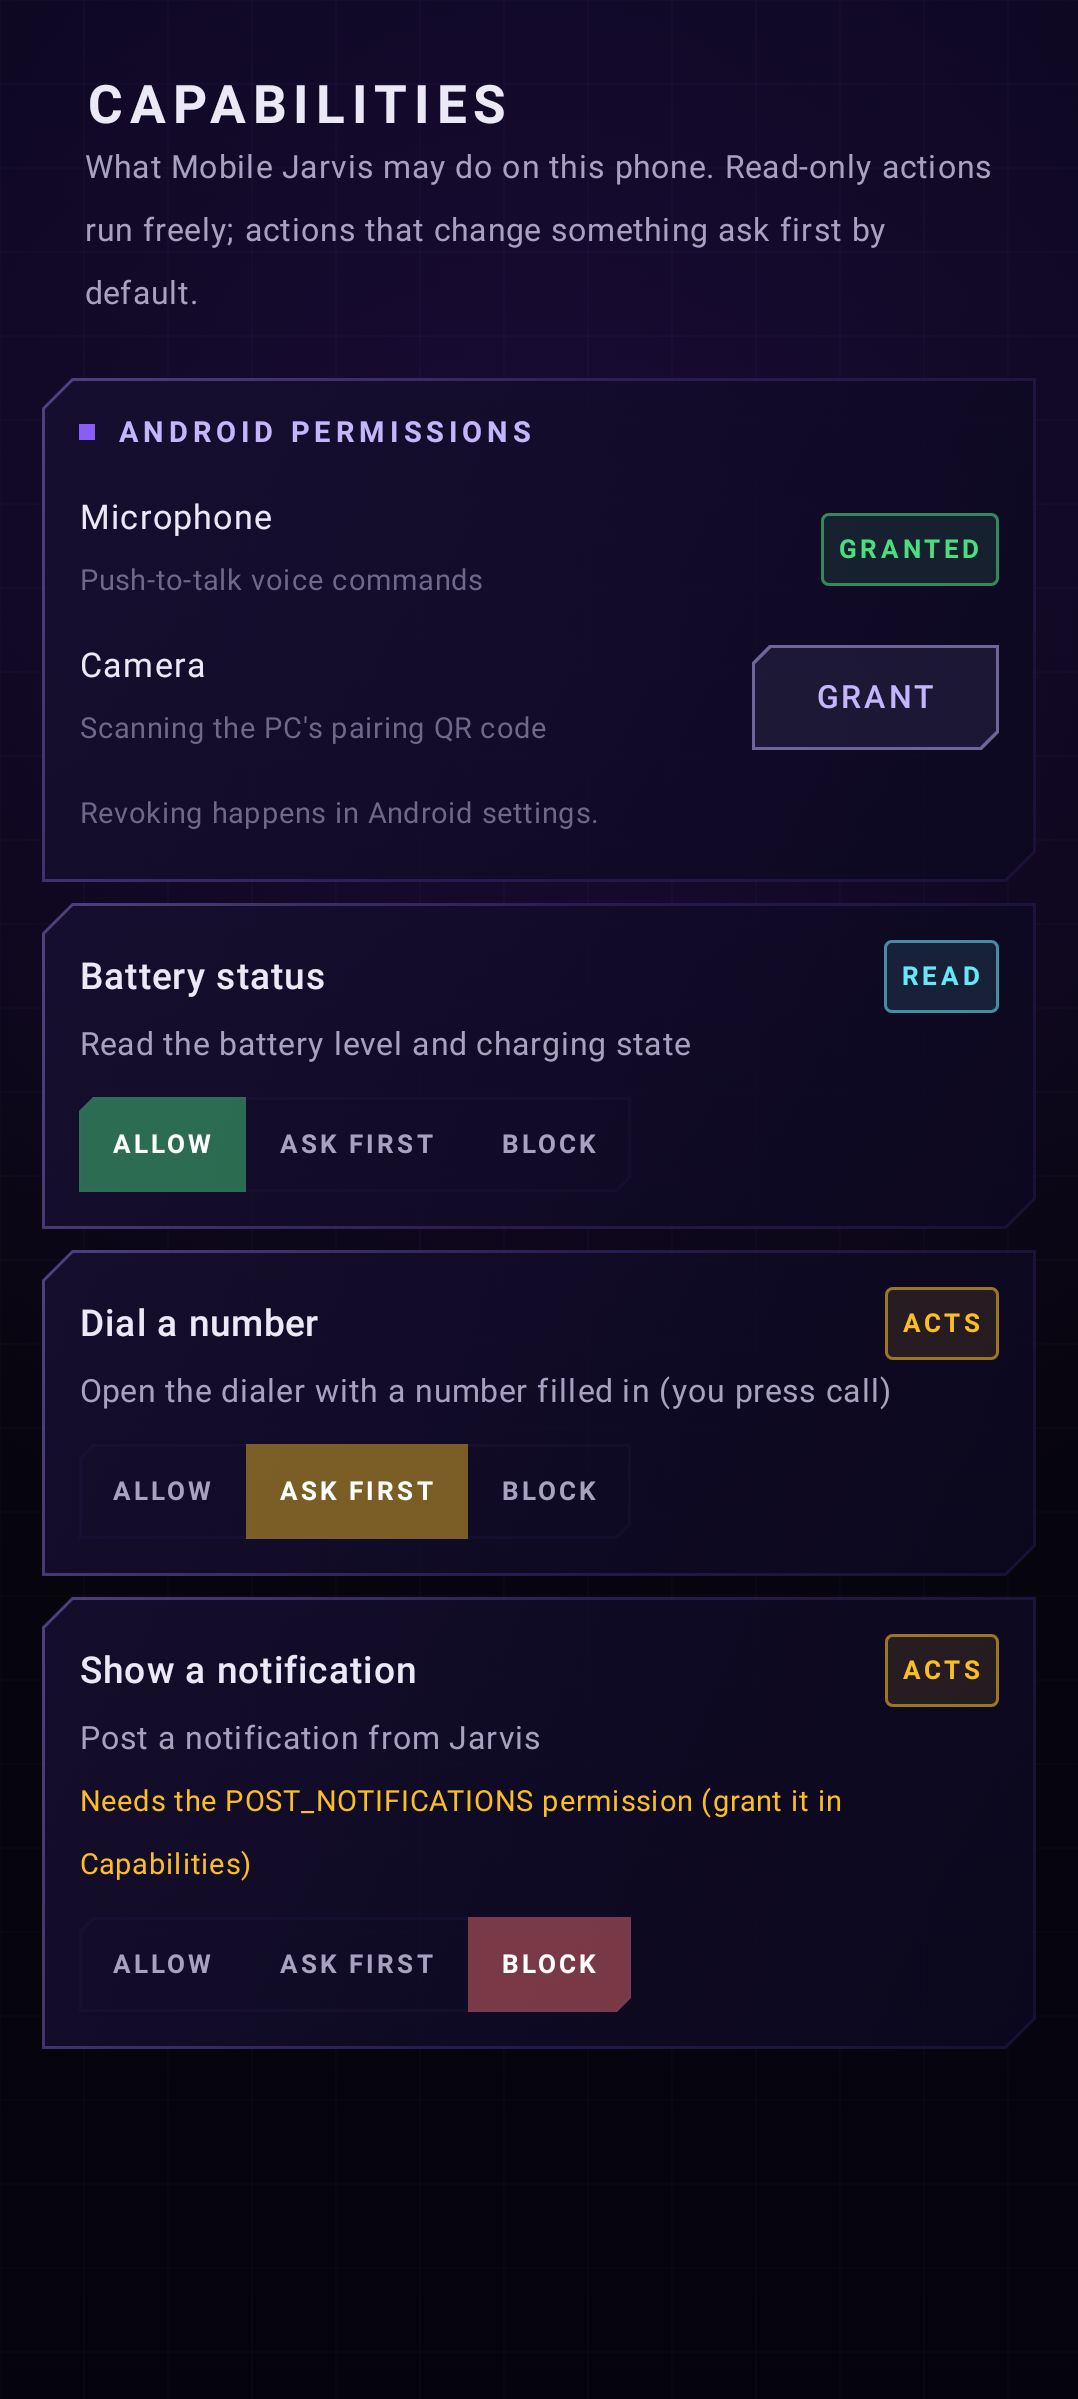 CAPABILITIES
What Mobile Jarvis may do on this phone. Read-only actions
run freely; actions that change something ask first by
default.
ANDROID PERMISSIONS
Microphone
Push-to-talk voice commands
GRANTED
Camera
Scanning the PC's pairing QR code
GRANT
Revoking happens in Android settings.
Battery status
READ
Read the battery level and charging state
ALLOW ASK FIRST BLOCK
Dial a number
ACTS
Open the dialer with a number filled in (you press call)
ALLOW ASK FIRST BLOCK
Show a notification
ACTS
Post a notification from Jarvis
Needs the POST_NOTIFICATIONS permission (grant it in
Capabilities)
ALLOW ASK FIRST BLOCK